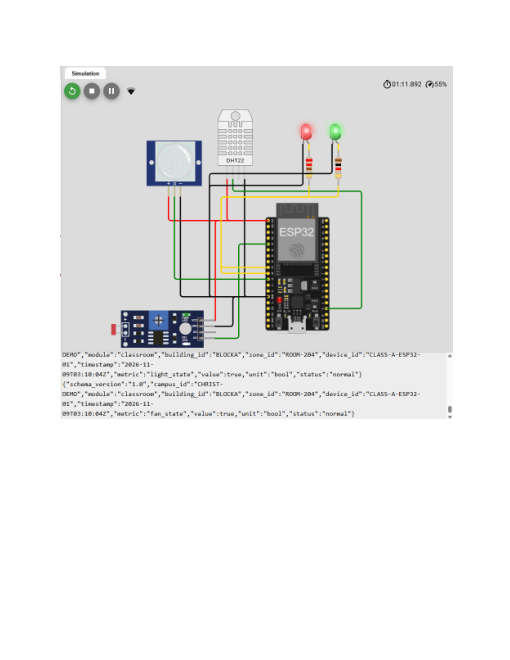 Simulation
01:11.892 55%
DHT22
ESP32
DEMO","module":"classroom","building_id":"BLOCKA","zone_id":"ROOM-204","device_id":"CLASS-A-ESP32-
01","timestamp":"2026-11-
09T03:10:04Z","metric":"light_state","value":true,"unit":"bool","status":"normal"}
{"schema_version":"1.0","campus_id":"CHRIST-
DEMO","module":"classroom","building_id":"BLOCKA","zone_id":"ROOM-204","device_id":"CLASS-A-ESP32-
01","timestamp":"2026-11-
09T03:10:04Z","metric":"fan_state","value":true,"unit":"bool","status":"normal"}